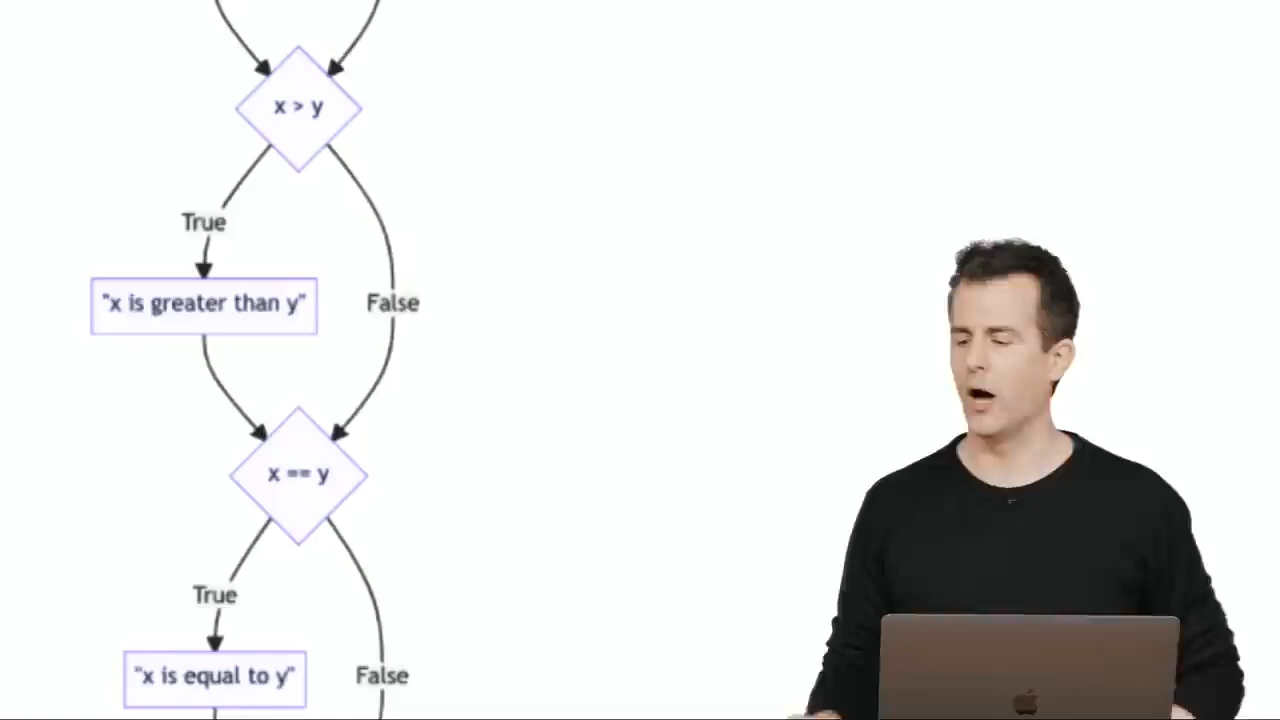 x > y
True
"x is greater than y"
False
x == y
True
"x is equal to y"
False